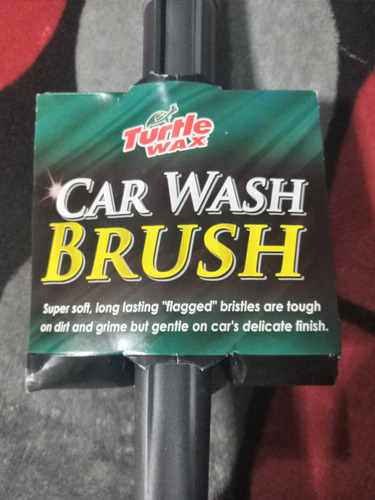 Turtle
WAX
CAR WASH
BRUSH
Super soft, long lasting "flagged" bristles are tough
on dirt and grime but gentle on car's delicate finish.